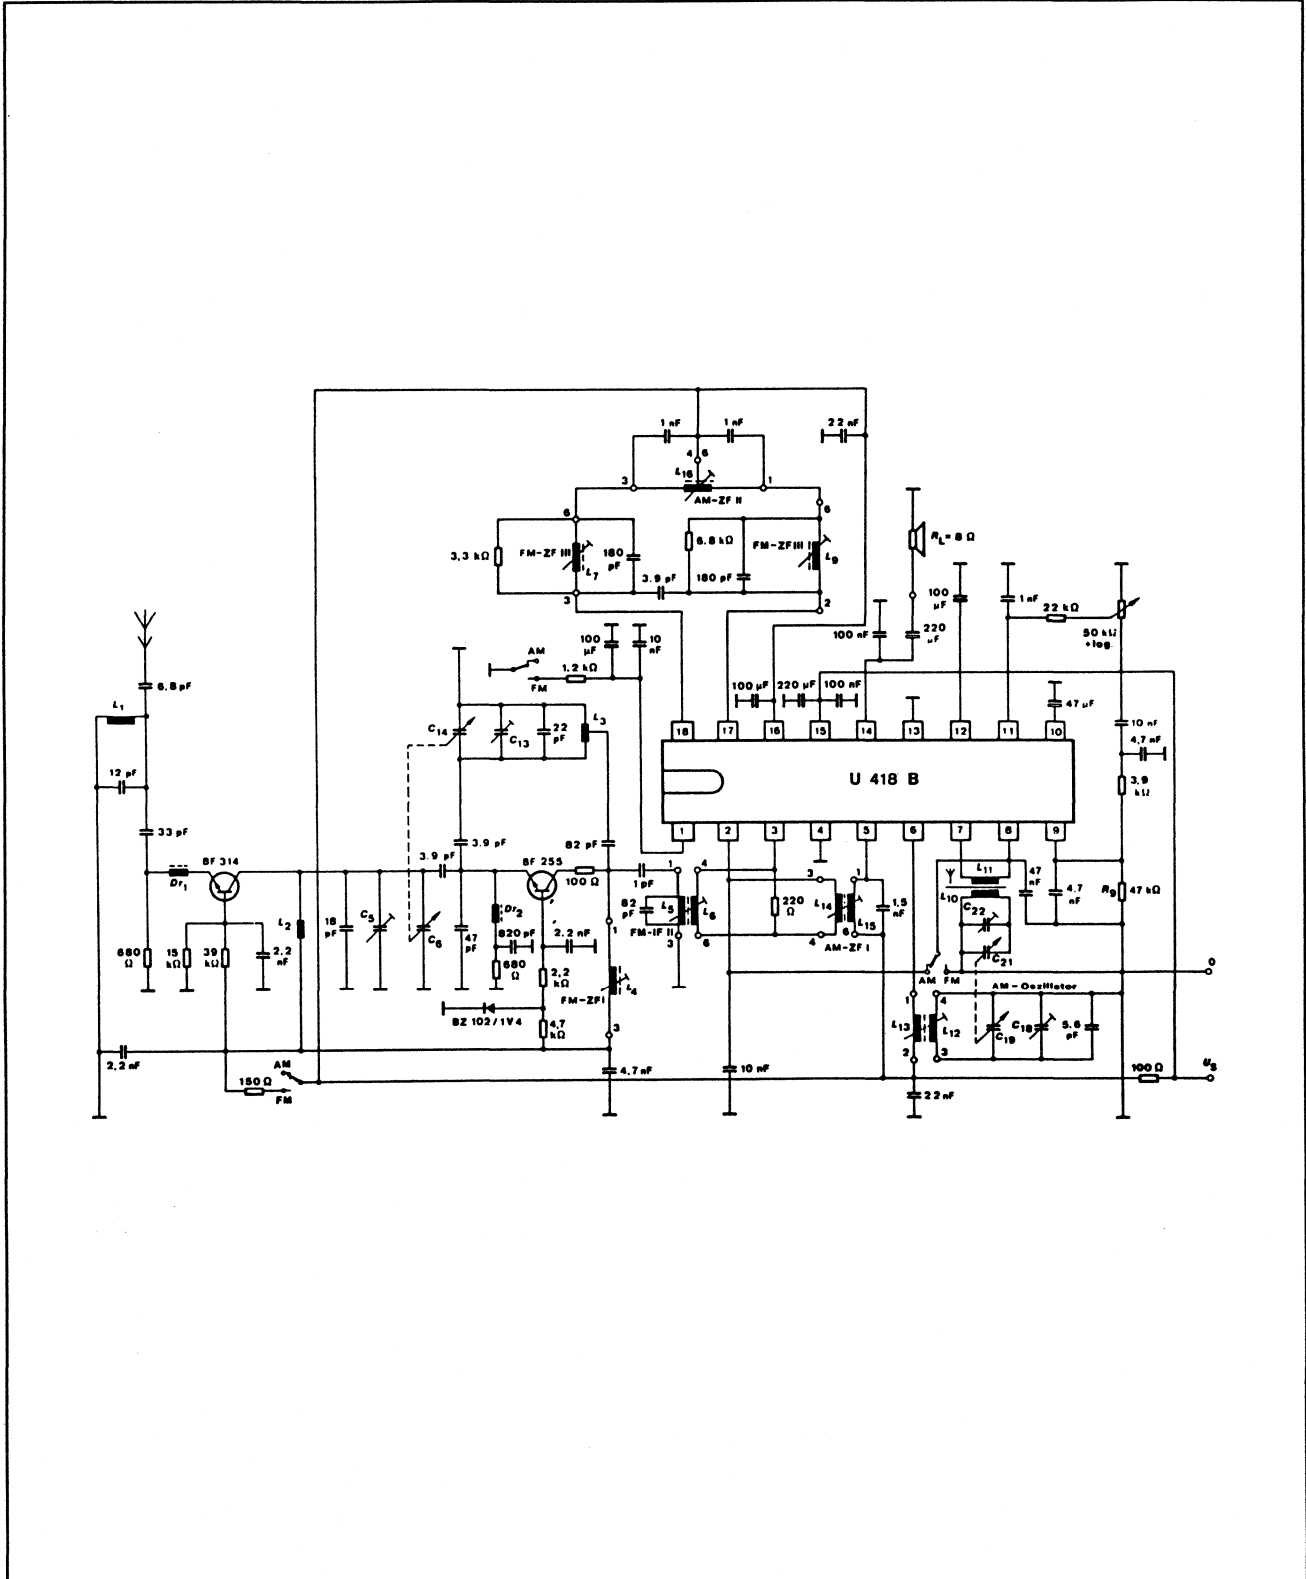 1 nF
1 nF
22 nF
4 6
L16
3
1
AM-ZF II
6
6
3,3 kΩ
FM-ZF III
180 pF
L7
6.8 kΩ
FM-ZF III
L9
3.9 pF
180 pF
3
2
RL = 8 Ω
100 µF
1 nF
22 kΩ
50 kΩ
+log.
100 µF
10 nF
100 nF
220 µF
AM
FM
1,2 kΩ
6,8 pF
L1
12 pF
33 pF
C14
C13
22 pF
L3
100 µF
220 µF
100 nF
47 µF
10 nF
4,7 nF
3,9 kΩ
18
17
16
15
14
13
12
11
10
U 418 B
1
2
3
4
5
6
7
8
9
3.9 pF
82 pF
BF 314
Dr1
3.9 pF
BF 255
100 Ω
1 pF
1
4
82 pF
L5
L6
FM-IF II
3
6
220 Ω
3
1
L14
L15
4
6
AM-ZF I
1,5 nF
L11
L10
47 nF
4.7 nF
R9
47 kΩ
C22
C21
AM
FM
0
AM-Oszillator
L2
18 pF
C5
C6
47 pF
Dr2
820 pF
2.2 nF
680 Ω
2,2 kΩ
680 Ω
15 kΩ
39 kΩ
2,2 nF
1
FM-ZF I
L4
3
BZ 102/1V4
4,7 kΩ
1
4
L13
L12
2
3
C19
C18
5.6 pF
2,2 nF
AM
150 Ω
FM
4.7 nF
10 nF
22 nF
100 Ω
US